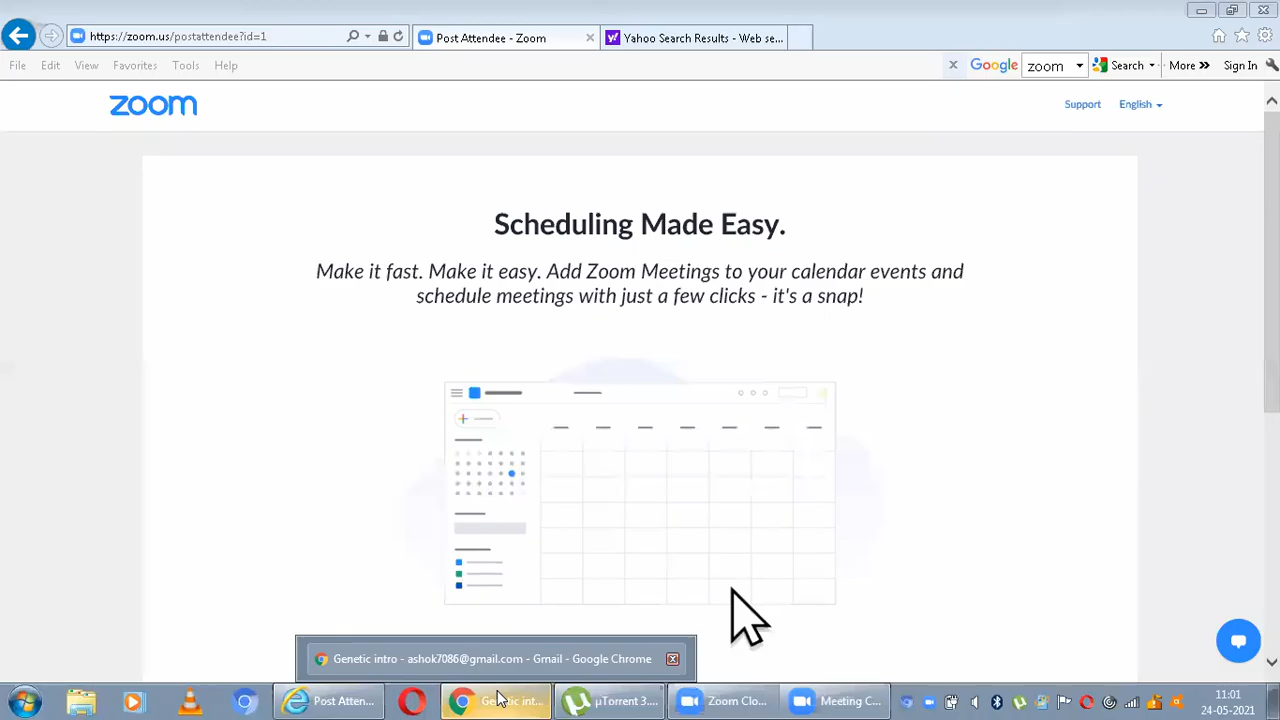 https://zoom.us/postattendee?id=1
Post Attendee - Zoom
Yahoo Search Results - Web se...
File Edit View Favorites Tools Help
Google zoom Search More » Sign In
zoom
Support English
Scheduling Made Easy.
Make it fast. Make it easy. Add Zoom Meetings to your calendar events and
schedule meetings with just a few clicks - it's a snap!
Genetic intro - ashok7086@gmail.com - Gmail - Google Chrome
Post Atten...
Genetic int...
µTorrent 3....
Zoom Clo...
Meeting C...
11:01
24-05-2021